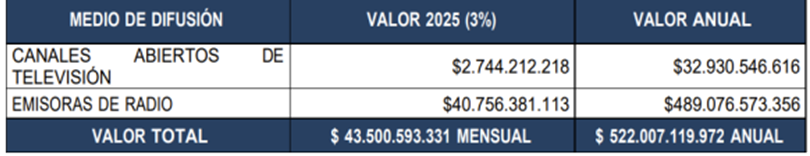 MEDIO DE DIFUSIÓN VALOR 2025 (3%) VALOR ANUAL
CANALES ABIERTOS DE
TELEVISIÓN $2.744.212.218 $32.930.546.616
EMISORAS DE RADIO $40.756.381.113 $489.076.573.356
VALOR TOTAL $ 43.500.593.331 MENSUAL $ 522.007.119.972 ANUAL